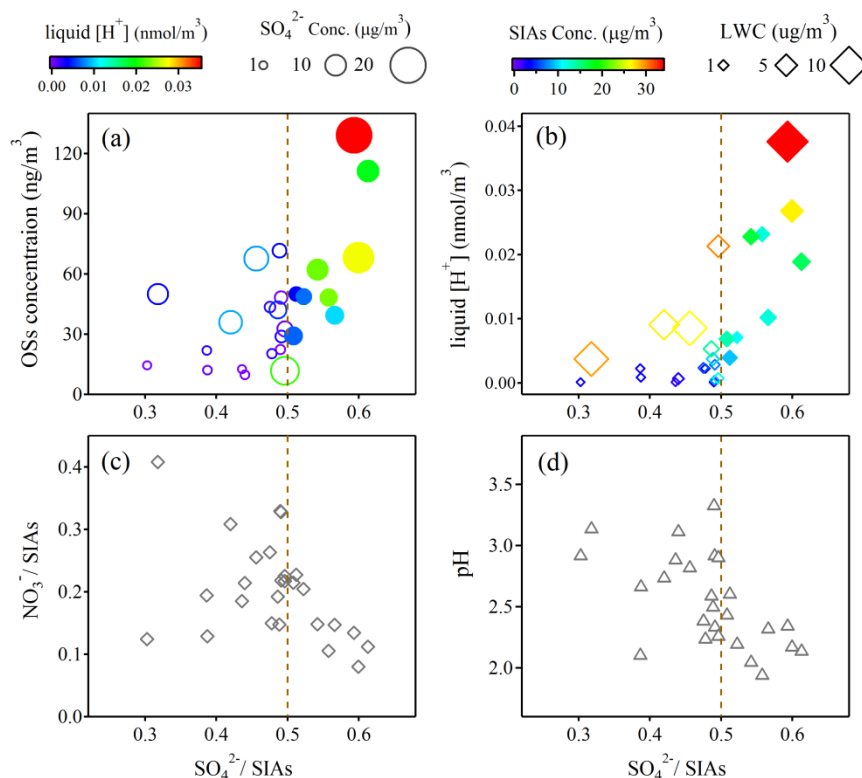 liquid [H⁺] (nmol/m³) SO₄²⁻ Conc. (μg/m³) SIAs Conc. (μg/m³) LWC (ug/m³)
1 10 20 1 5 10
0.00 0.01 0.02 0.03 0 10 20 30
(a)
OSs concentraion (ng/m³)
120
90
60
30
0
0.3 0.4 0.5 0.6
(b)
liquid [H⁺] (nmol/m³)
0.04
0.03
0.02
0.01
0.00
0.3 0.4 0.5 0.6
(c)
NO₃⁻/ SIAs
0.4
0.3
0.2
0.1
0.0
0.3 0.4 0.5 0.6
SO₄²⁻/ SIAs
(d)
pH
3.5
3.0
2.5
2.0
0.3 0.4 0.5 0.6
SO₄²⁻/ SIAs